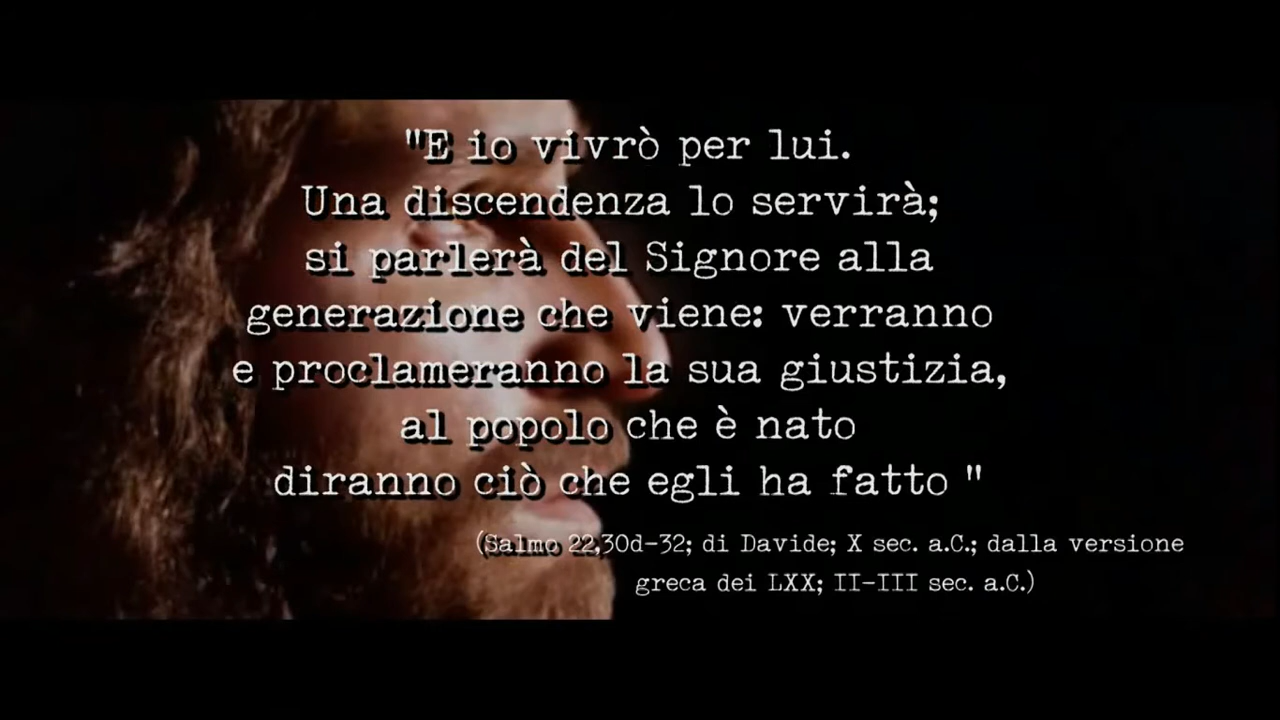 "E io vivrò per lui.
Una discendenza lo servirà;
si parlerà del Signore alla
generazione che viene: verranno
e proclameranno la sua giustizia,
al popolo che è nato
diranno ciò che egli ha fatto "
(Salmo 22,30d-32; di Davide; X sec. a.C.; dalla versione
greca dei LXX; II-III sec. a.C.)